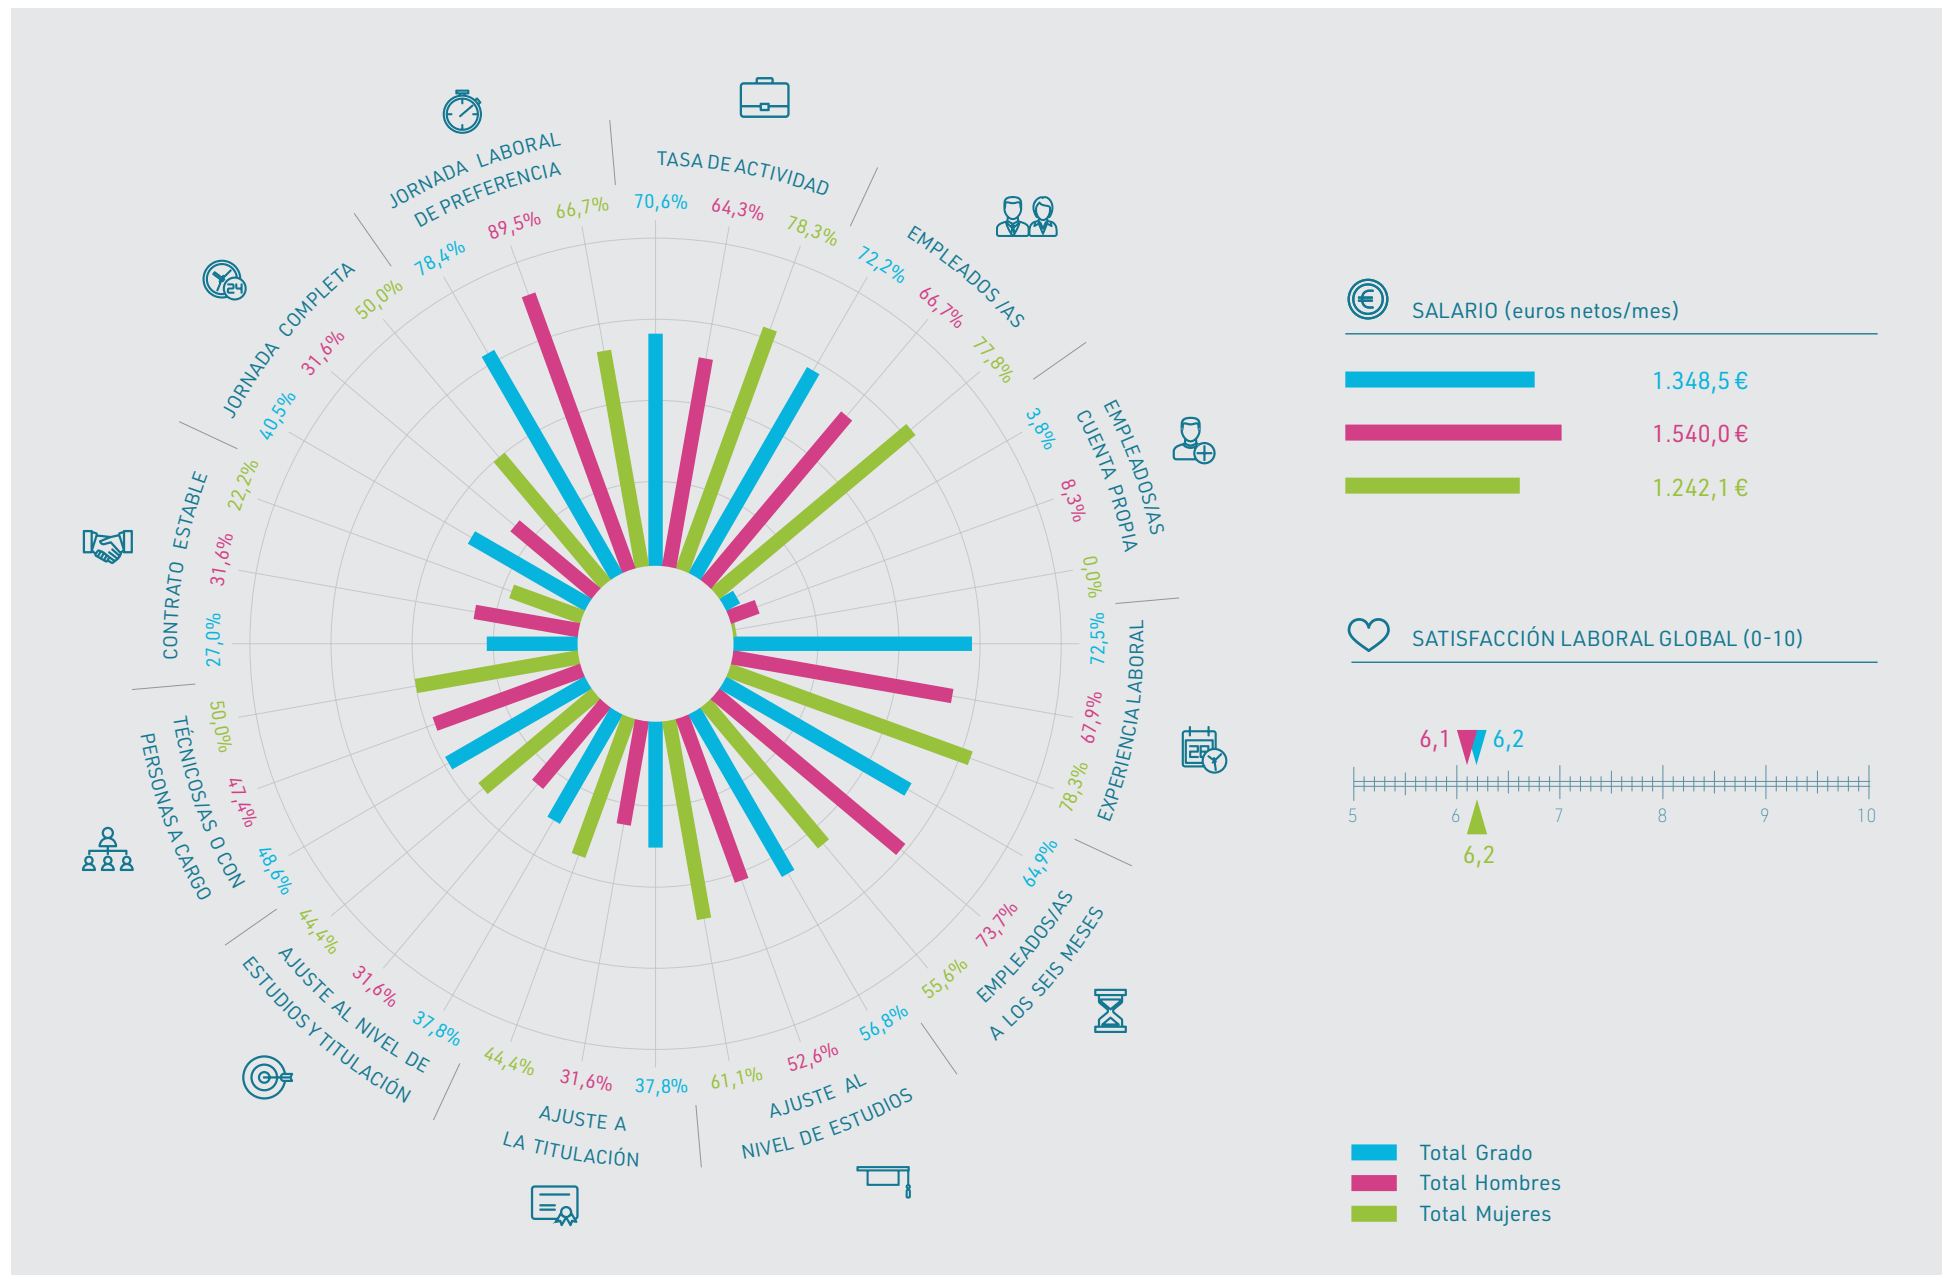 TASA DE ACTIVIDAD
70,6%
64,3%
78,3%
EMPLEADOS /AS
72,2%
66,7%
77,8%
EMPLEADOS/AS
CUENTA PROPIA
3,8%
8,3%
0,0%
EXPERIENCIA LABORAL
72,5%
67,9%
78,3%
64,9%
73,7%
55,6%
EMPLEADOS/AS
A LOS SEIS MESES
56,8%
52,6%
61,1%
AJUSTE AL
NIVEL DE ESTUDIOS
37,8%
31,6%
44,4%
AJUSTE A
LA TITULACIÓN
37,8%
31,6%
44,4%
AJUSTE AL NIVEL DE
ESTUDIOS Y TITULACIÓN
48,6%
47,4%
50,0%
TÉCNICOS/AS O CON
PERSONAS A CARGO
CONTRATO ESTABLE
27,0%
31,6%
22,2%
JORNADA COMPLETA
40,5%
31,6%
50,0%
24
JORNADA LABORAL
DE PREFERENCIA
78,4%
89,5%
66,7%
SALARIO (euros netos/mes)
1.348,5 €
1.540,0 €
1.242,1 €
SATISFACCIÓN LABORAL GLOBAL (0-10)
6,1
6,2
5 6 7 8 9 10
6,2
Total Grado
Total Hombres
Total Mujeres